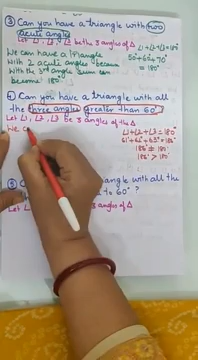 ③ Can you have a triangle with two
acute angles
Let ∠1, ∠2, ∠3 be the 3 angles of Δ
∠1+∠2+∠3=180°
We can have a triangle
50+60°+70°
With 2 acute angles because
= 180°
With the 3rd angle sum can
become 180°
④ Can you have a triangle with all
the three angles greater than 60°
Let ∠1, ∠2, ∠3 be 3 angles of the Δ
∠1+∠2+∠3=180°
We c
61°+62°+63°=186°
186° ≠ 180°
186° > 180°
⑤
with all the
to 60° ?
Let
Δ